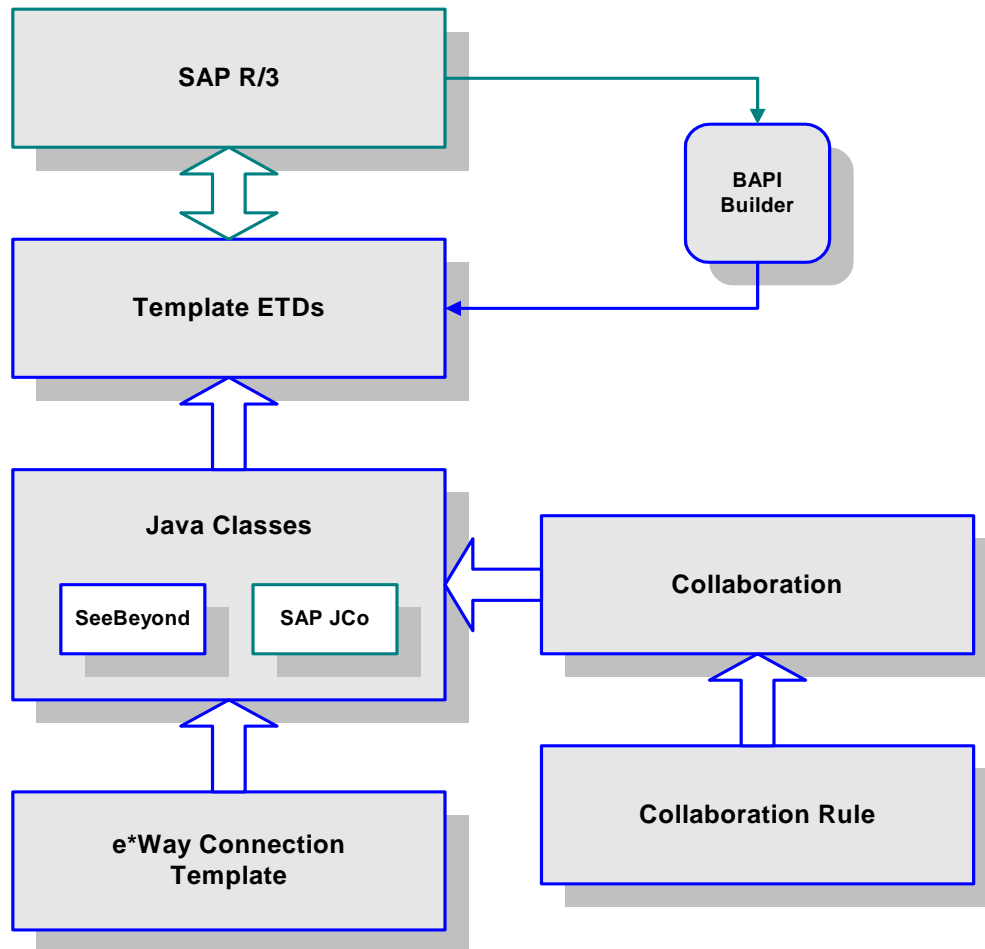 SAP R/3
BAPI
Builder
Template ETDs
Java Classes
SeeBeyond
SAP JCo
Collaboration
Collaboration Rule
e*Way Connection
Template